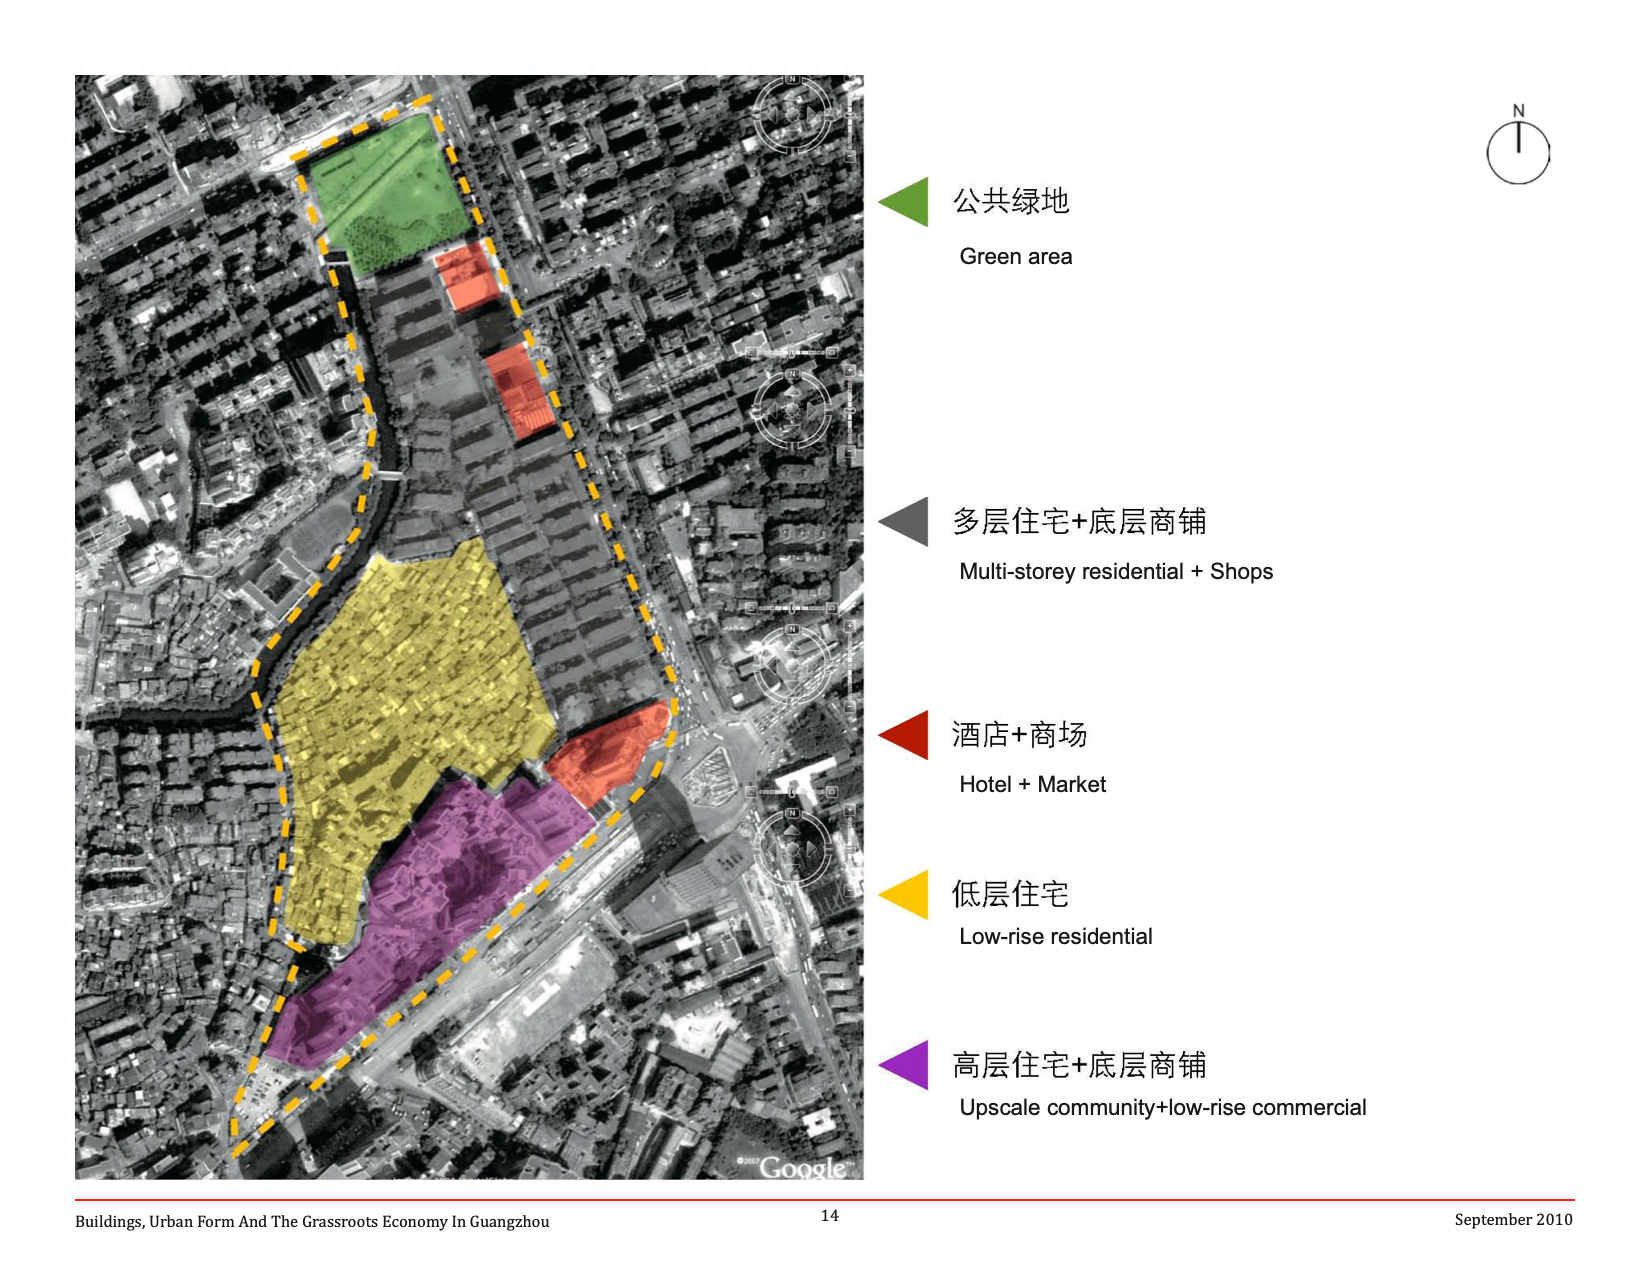 N
公共绿地
Green area
多层住宅+底层商铺
Multi-storey residential + Shops
酒店+商场
Hotel + Market
低层住宅
Low-rise residential
高层住宅+底层商铺
Upscale community+low-rise commercial
N
N
N
N
©2007 Google™
Buildings, Urban Form And The Grassroots Economy In Guangzhou
14
September 2010